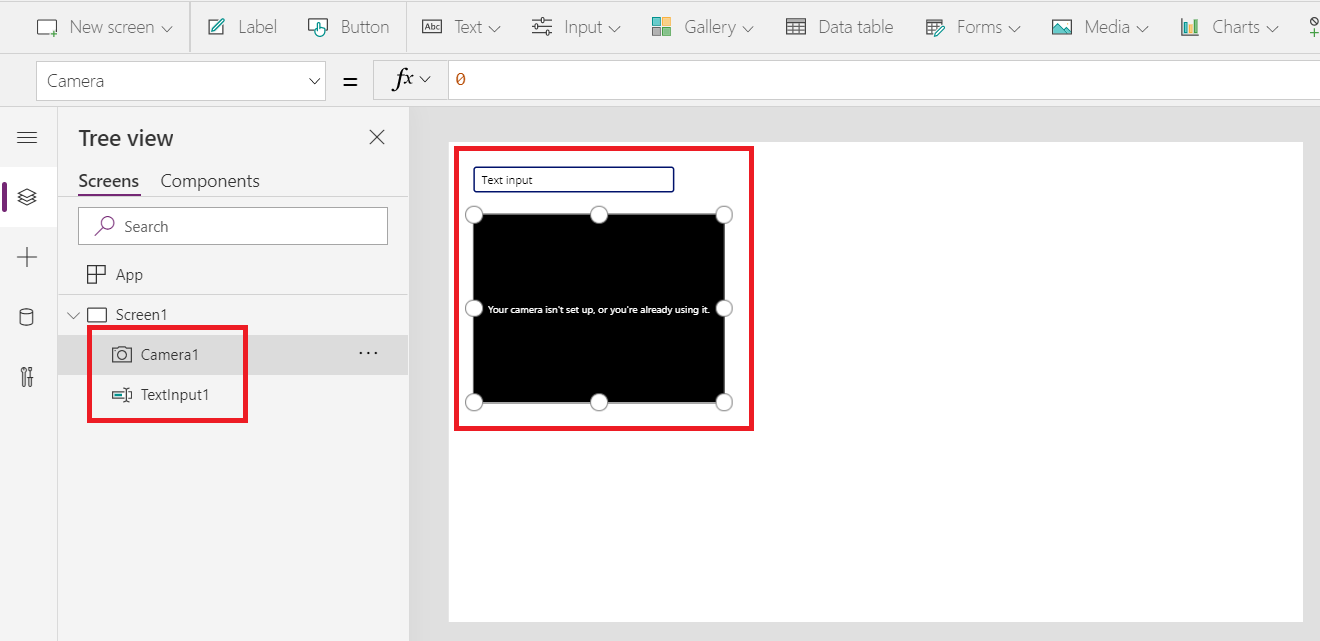 New screen Label Button Abc Text Input Gallery Data table Forms Media Charts
Camera = fx 0
Tree view
Screens Components
Search
App
Screen1
Camera1 ...
TextInput1
Text input
Your camera isn't set up, or you're already using it.